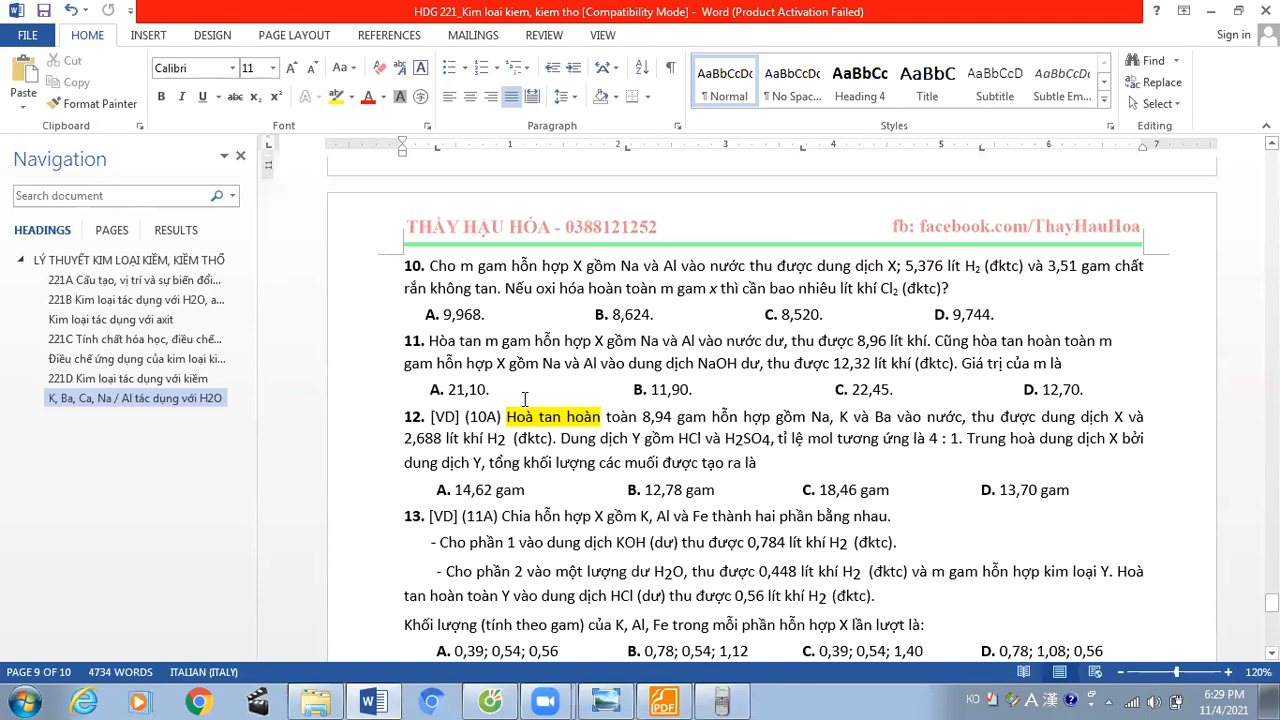 HDG 221_Kim loai kiem, kiem tho [Compatibility Mode] - Word (Product Activation Failed)
FILE HOME INSERT DESIGN PAGE LAYOUT REFERENCES MAILINGS REVIEW VIEW Sign in
Paste Cut Copy Format Painter
Calibri 11
AaBbCcDc AaBbCcDc AaBbCc AaBbC AaBbCcD AaBbCcDc
¶ Normal ¶ No Spac... Heading 4 Title Subtitle Subtle Em...
Find Replace Select
Clipboard Font Paragraph Styles Editing
Navigation
Search document
HEADINGS PAGES RESULTS
LÝ THUYẾT KIM LOẠI KIỀM, KIỀM THỔ
221A Cấu tạo, vị trí và sự biến đổi...
221B Kim loại tác dụng với H2O, a...
Kim loại tác dụng với axit
221C Tính chất hóa học, điều chế...
Điều chế ứng dụng của kim loại ki...
221D Kim loại tác dụng với kiềm
K, Ba, Ca, Na / Al tác dụng với H2O
1 2 3 4 5 6 7
11
THẦY HẬU HÓA - 0388121252 fb: facebook.com/ThayHauHoa
10. Cho m gam hỗn hợp X gồm Na và Al vào nước thu được dung dịch X; 5,376 lít H2 (đktc) và 3,51 gam chất
rắn không tan. Nếu oxi hóa hoàn toàn m gam x thì cần bao nhiêu lít khí Cl2 (đktc)?
A. 9,968. B. 8,624. C. 8,520. D. 9,744.
11. Hòa tan m gam hỗn hợp X gồm Na và Al vào nước dư, thu được 8,96 lít khí. Cũng hòa tan hoàn toàn m
gam hỗn hợp X gồm Na và Al vào dung dịch NaOH dư, thu được 12,32 lít khí (đktc). Giá trị của m là
A. 21,10. B. 11,90. C. 22,45. D. 12,70.
12. [VD] (10A) Hoà tan hoàn toàn 8,94 gam hỗn hợp gồm Na, K và Ba vào nước, thu được dung dịch X và
2,688 lít khí H2 (đktc). Dung dịch Y gồm HCl và H2SO4, tỉ lệ mol tương ứng là 4 : 1. Trung hoà dung dịch X bởi
dung dịch Y, tổng khối lượng các muối được tạo ra là
A. 14,62 gam B. 12,78 gam C. 18,46 gam D. 13,70 gam
13. [VD] (11A) Chia hỗn hợp X gồm K, Al và Fe thành hai phần bằng nhau.
- Cho phần 1 vào dung dịch KOH (dư) thu được 0,784 lít khí H2 (đktc).
- Cho phần 2 vào một lượng dư H2O, thu được 0,448 lít khí H2 (đktc) và m gam hỗn hợp kim loại Y. Hoà
tan hoàn toàn Y vào dung dịch HCl (dư) thu được 0,56 lít khí H2 (đktc).
Khối lượng (tính theo gam) của K, Al, Fe trong mỗi phần hỗn hợp X lần lượt là:
A. 0,39; 0,54; 0,56 B. 0,78; 0,54; 1,12 C. 0,39; 0,54; 1,40 D. 0,78; 1,08; 0,56
PAGE 9 OF 10 4734 WORDS ITALIAN (ITALY) 120%
KO A 漢 6:29 PM
11/4/2021